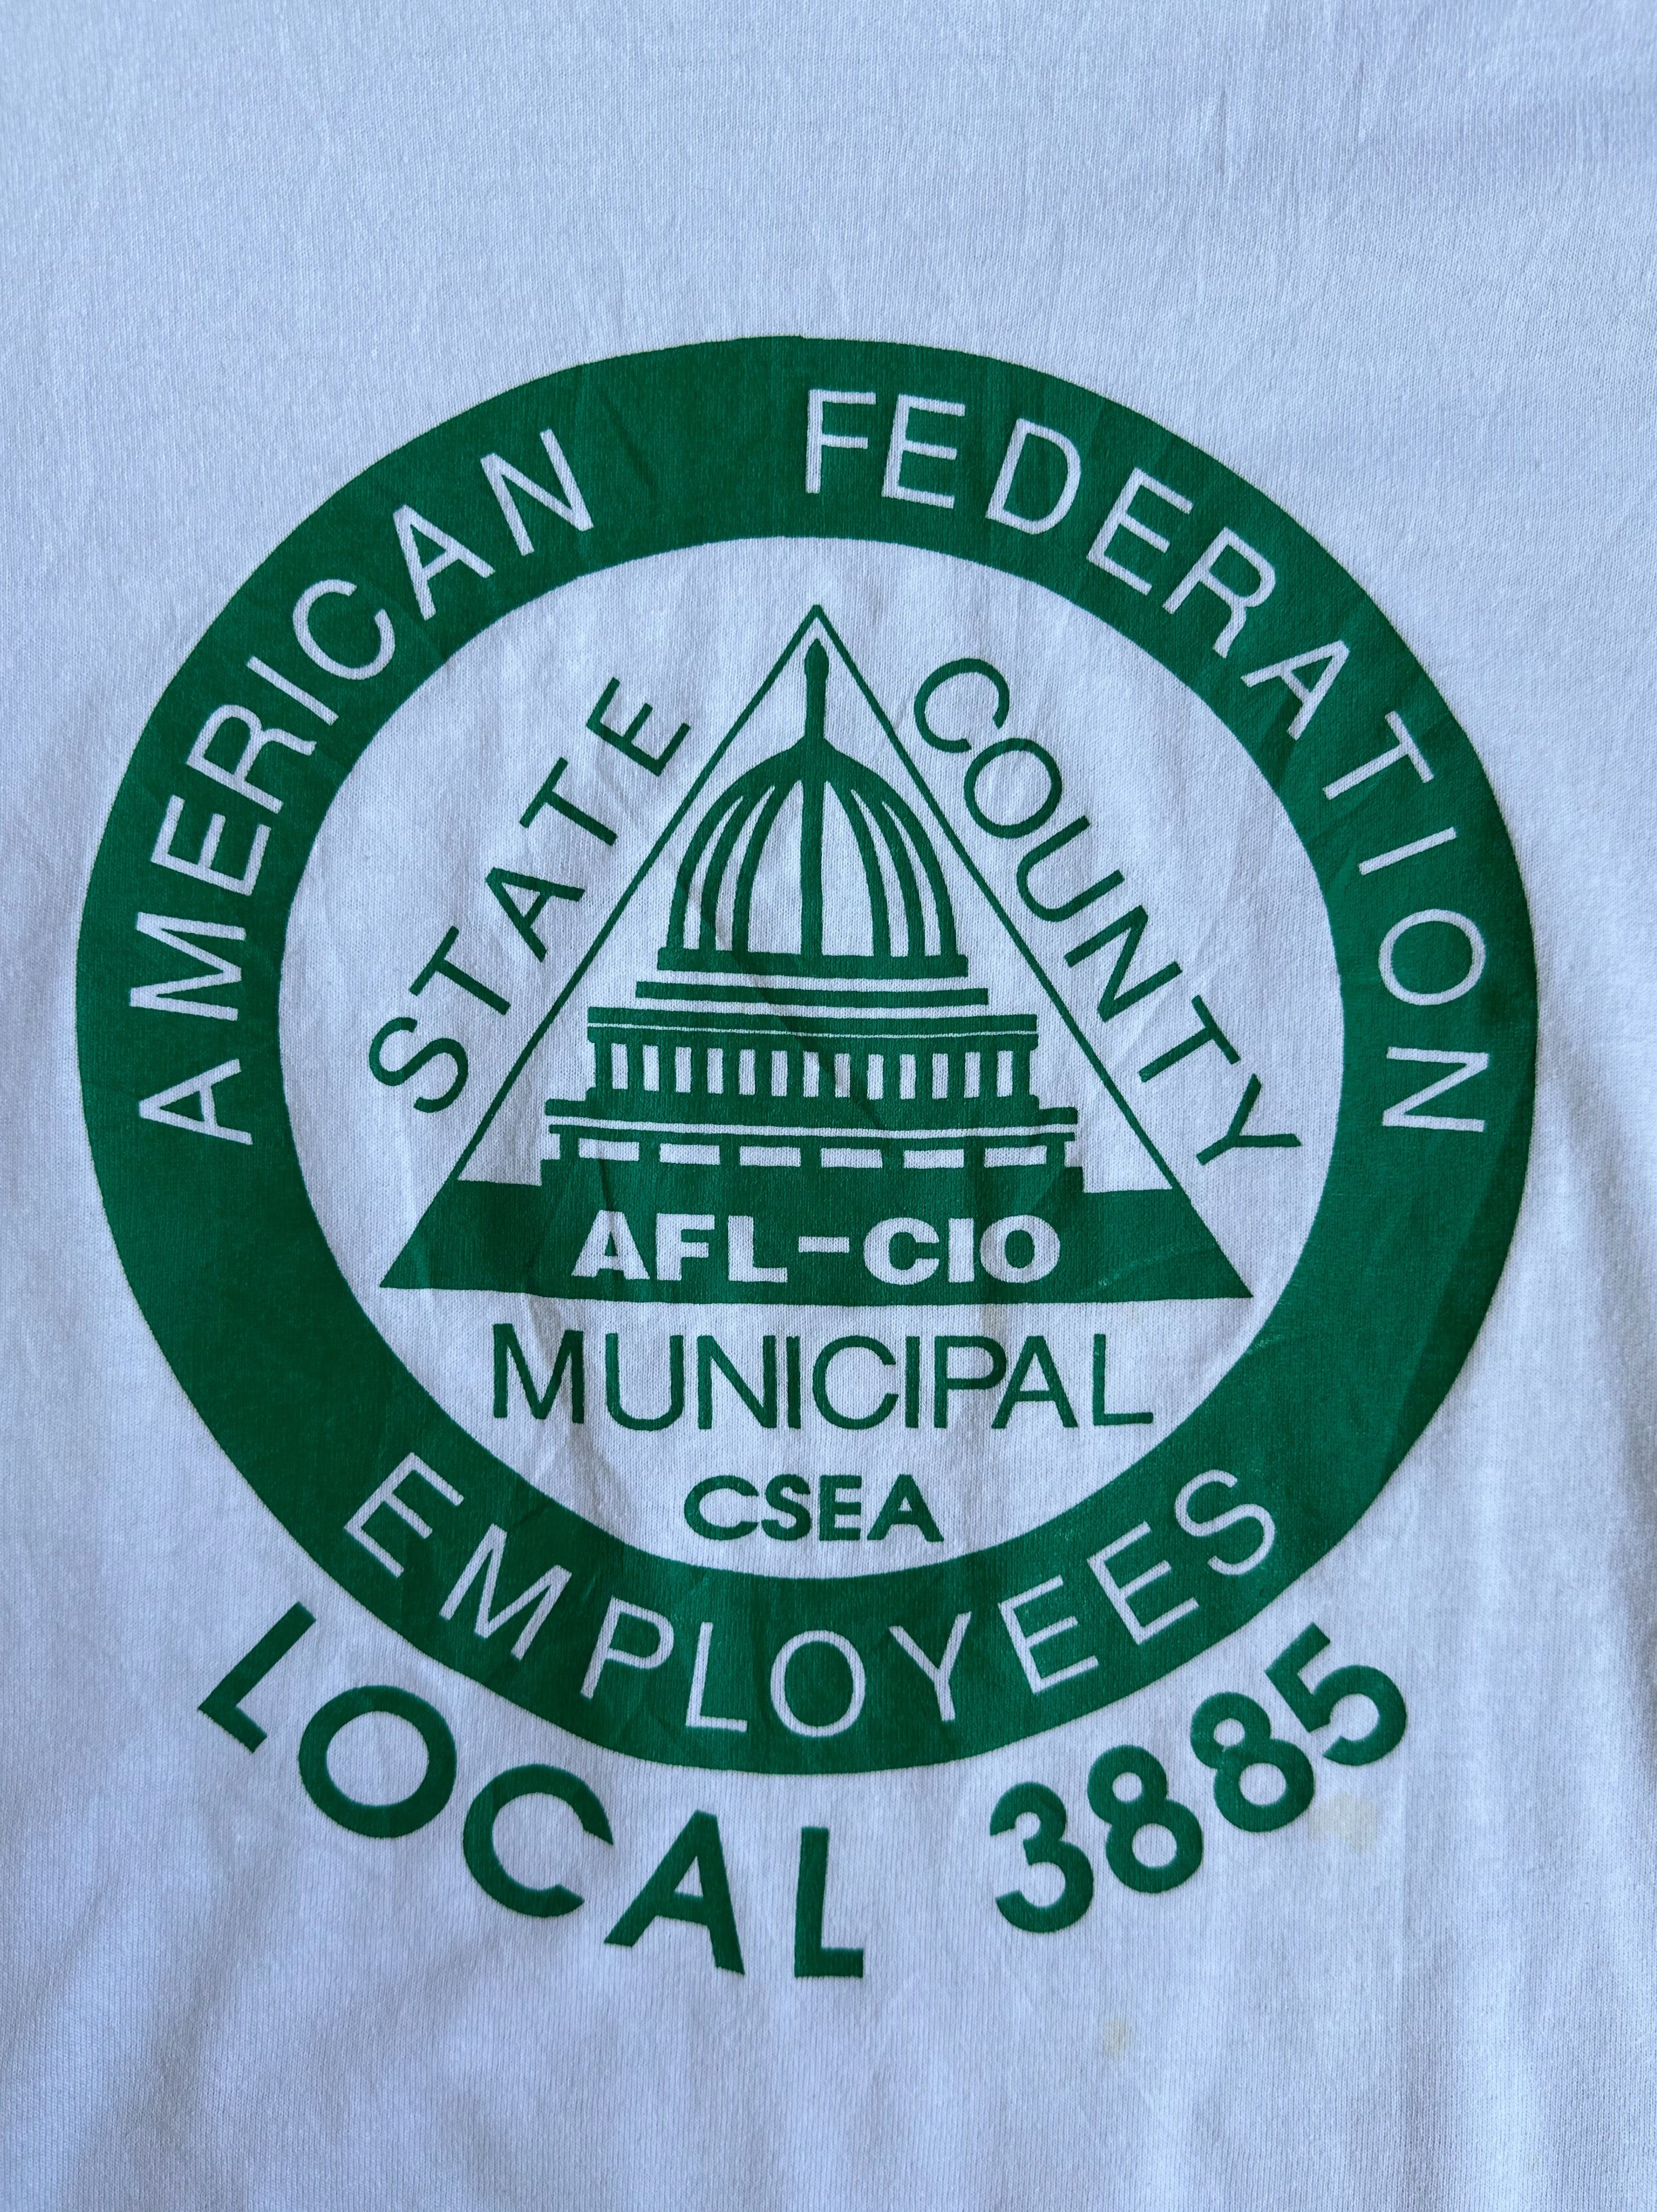 AMERICAN FEDERATION
STATE
COUNTY
AFL-CIO
MUNICIPAL
CSEA
EMPLOYEES
LOCAL 3885